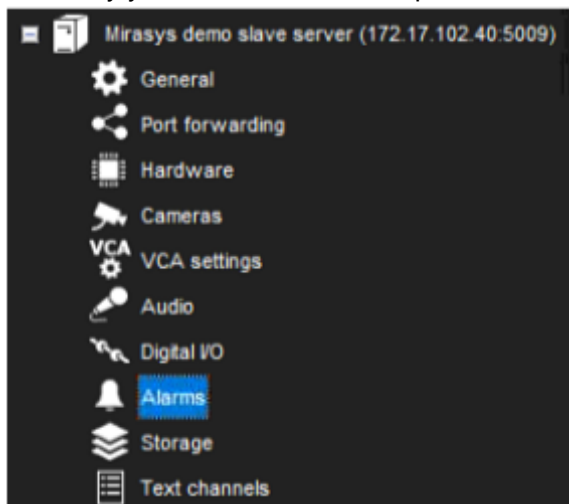 Mirasys demo slave server (172.17.102.40:5009)
General
Port forwarding
Hardware
Cameras
VCA
VCA settings
Audio
Digital I/O
Alarms
Storage
Text channels